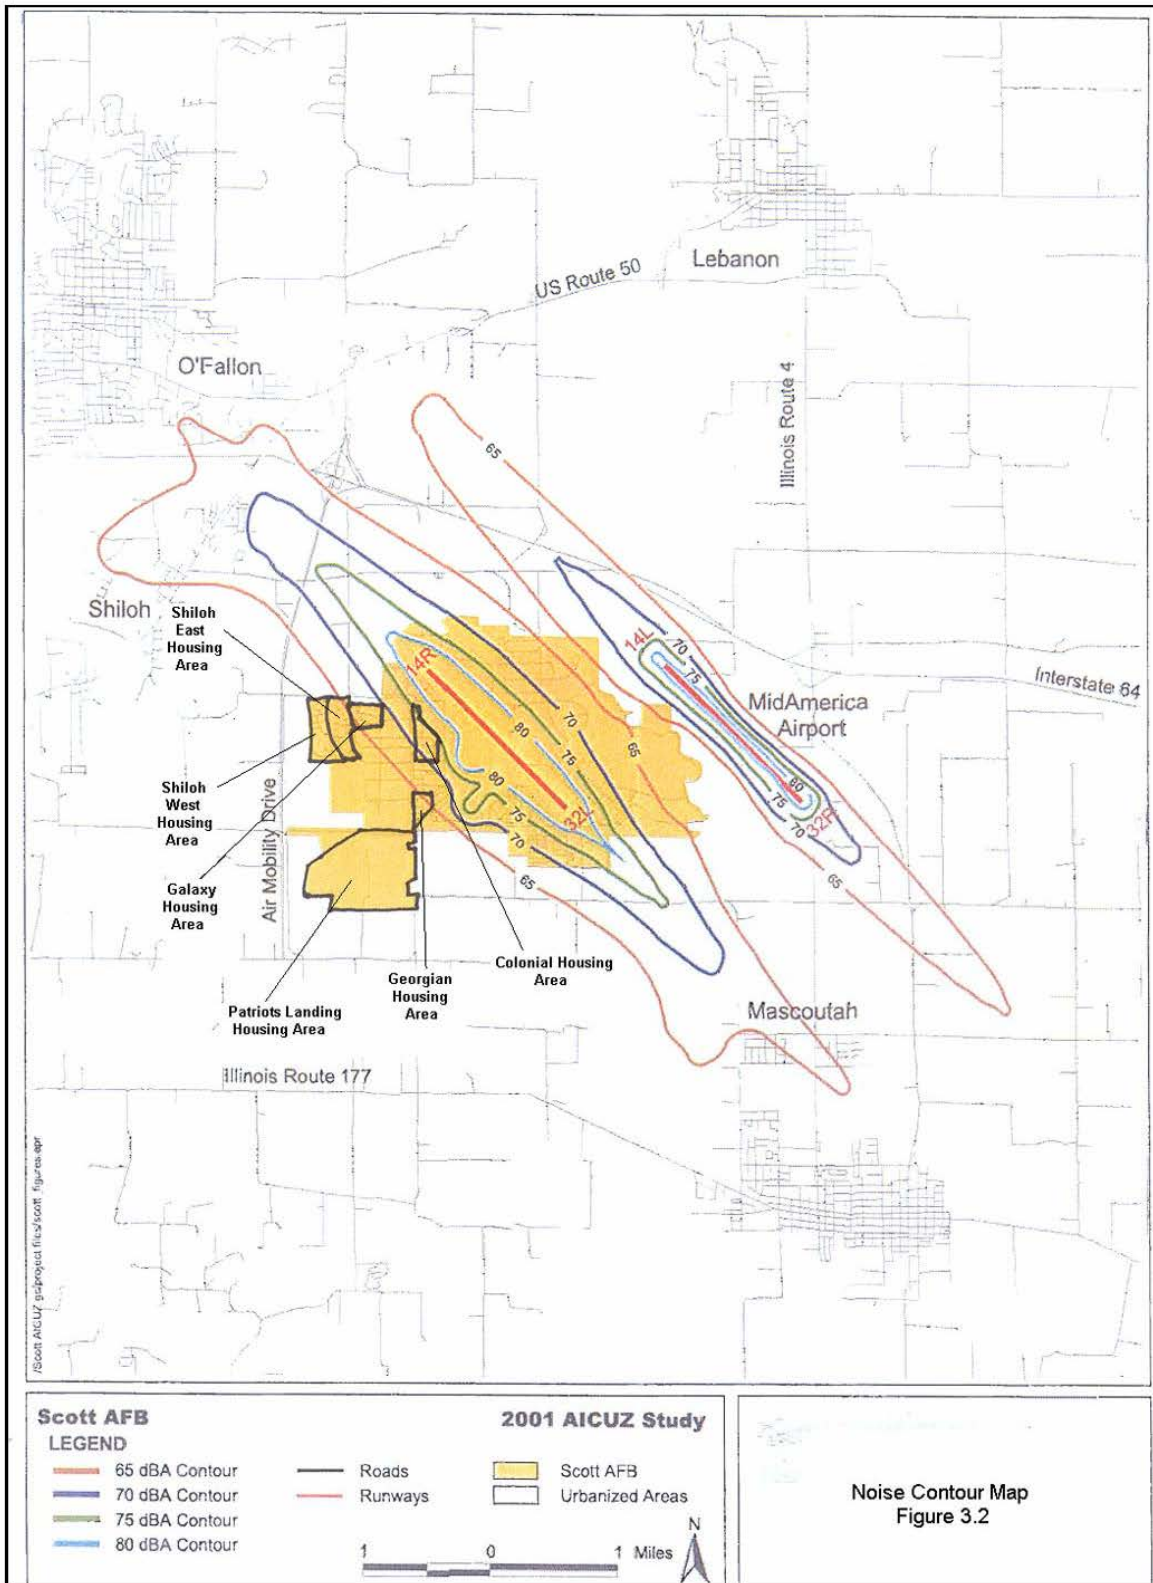 Lebanon
US Route 50
O'Fallon
Illinois Route 4
65
70
14L
70
75
Shiloh
Shiloh
East
Housing
Area
14R
Interstate 64
MidAmerica
Airport
80
70
65
75
80
75
70
32L
80
75
70
32R
Shiloh
West
Housing
Area
Air Mobility Drive
65
65
Galaxy
Housing
Area
Colonial Housing
Area
Georgian
Housing
Area
Patriots Landing
Housing Area
Mascoutah
Illinois Route 177
Scott AFB
2001 AICUZ Study
LEGEND
65 dBA Contour
70 dBA Contour
75 dBA Contour
80 dBA Contour
Roads
Runways
Scott AFB
Urbanized Areas
1 0 1 Miles
N
Noise Contour Map
Figure 3.2